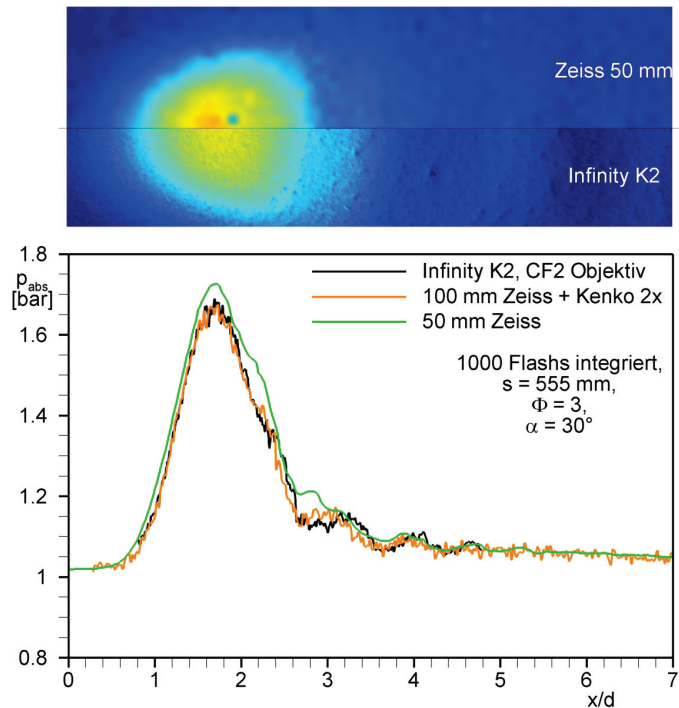 Zeiss 50 mm
Infinity K2
1.8
p_abs
[bar]
1.6
1.4
1.2
1
0.8
Infinity K2, CF2 Objektiv
100 mm Zeiss + Kenko 2x
50 mm Zeiss
1000 Flashs integriert,
s = 555 mm,
Φ = 3,
α = 30°
0 1 2 3 4 5 6 7
x/d